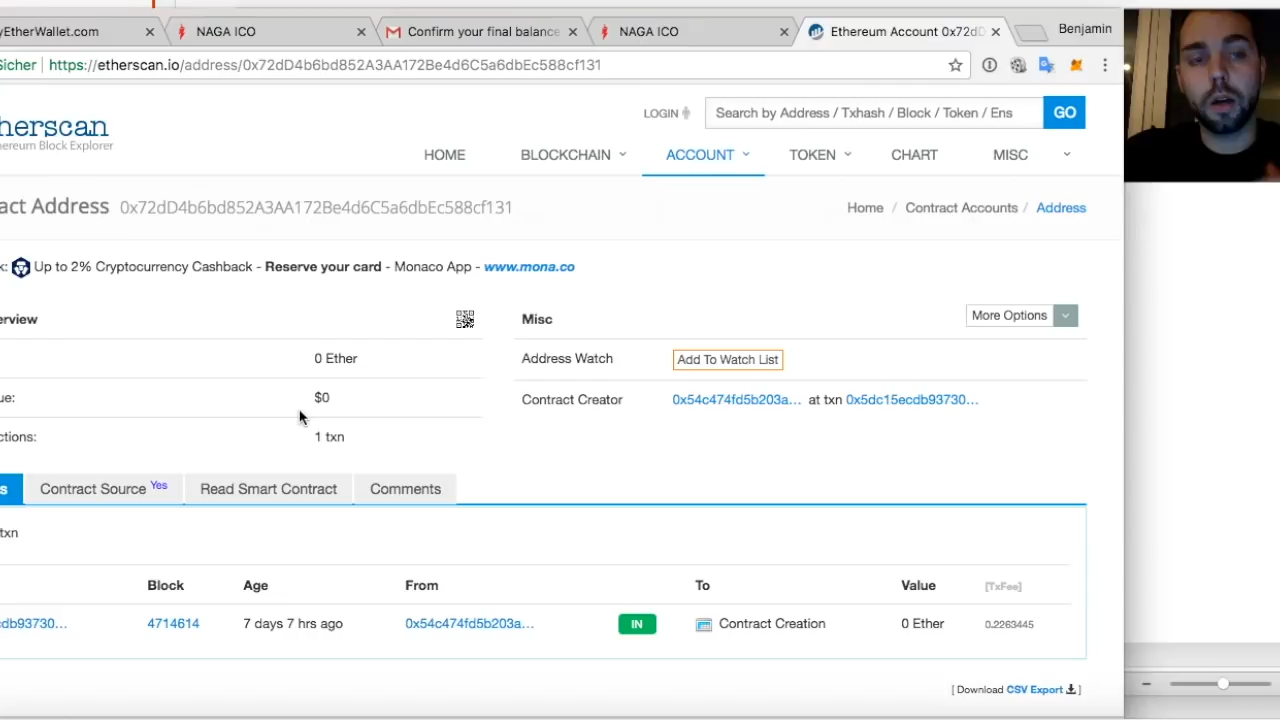 yEtherWallet.com
NAGA ICO
Confirm your final balance
NAGA ICO
Ethereum Account 0x72dD
Benjamin
Sicher
https://etherscan.io/address/0x72dD4b6bd852A3AA172Be4d6C5a6dbEc588cf131
herscan
hereum Block Explorer
LOGIN
Search by Address / Txhash / Block / Token / Ens
GO
HOME
BLOCKCHAIN
ACCOUNT
TOKEN
CHART
MISC
act Address 0x72dD4b6bd852A3AA172Be4d6C5a6dbEc588cf131
Home / Contract Accounts / Address
k: Up to 2% Cryptocurrency Cashback - Reserve your card - Monaco App - www.mona.co
erview
Misc
More Options
0 Ether
Address Watch
Add To Watch List
ue:
$0
Contract Creator
0x54c474fd5b203a... at txn 0x5dc15ecdb93730...
ctions:
1 txn
s
Contract Source Yes
Read Smart Contract
Comments
txn
Block
Age
From
To
Value
[TxFee]
cdb93730...
4714614
7 days 7 hrs ago
0x54c474fd5b203a...
IN
Contract Creation
0 Ether
0.2263445
[ Download CSV Export ]